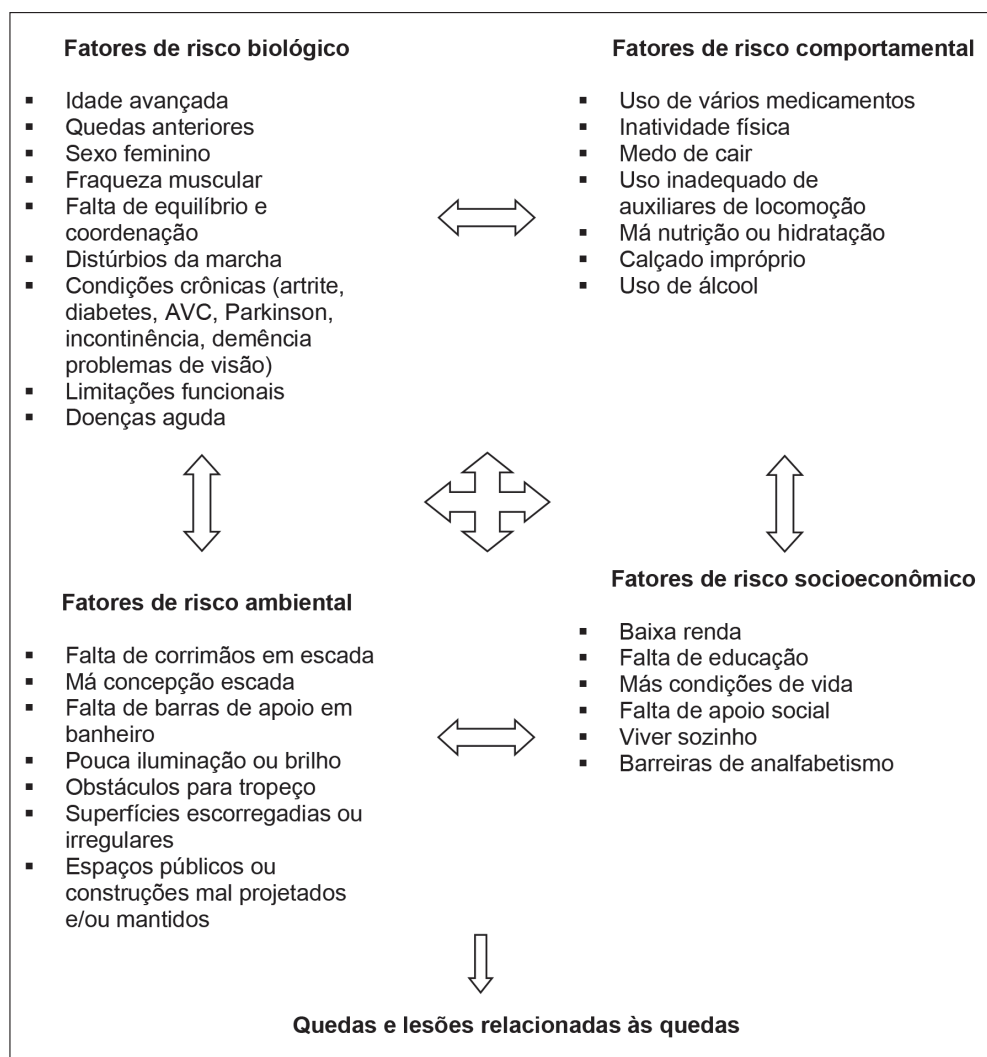 Fatores de risco biológico
▪ Idade avançada
▪ Quedas anteriores
▪ Sexo feminino
▪ Fraqueza muscular
▪ Falta de equilíbrio e
coordenação
▪ Distúrbios da marcha
▪ Condições crônicas (artrite,
diabetes, AVC, Parkinson,
incontinência, demência
problemas de visão)
▪ Limitações funcionais
▪ Doenças aguda
Fatores de risco comportamental
▪ Uso de vários medicamentos
▪ Inatividade física
▪ Medo de cair
▪ Uso inadequado de
auxiliares de locomoção
▪ Má nutrição ou hidratação
▪ Calçado impróprio
▪ Uso de álcool
Fatores de risco ambiental
▪ Falta de corrimãos em escada
▪ Má concepção escada
▪ Falta de barras de apoio em
banheiro
▪ Pouca iluminação ou brilho
▪ Obstáculos para tropeço
▪ Superfícies escorregadias ou
irregulares
▪ Espaços públicos ou
construções mal projetados
e/ou mantidos
Fatores de risco socioeconômico
▪ Baixa renda
▪ Falta de educação
▪ Más condições de vida
▪ Falta de apoio social
▪ Viver sozinho
▪ Barreiras de analfabetismo
Quedas e lesões relacionadas às quedas